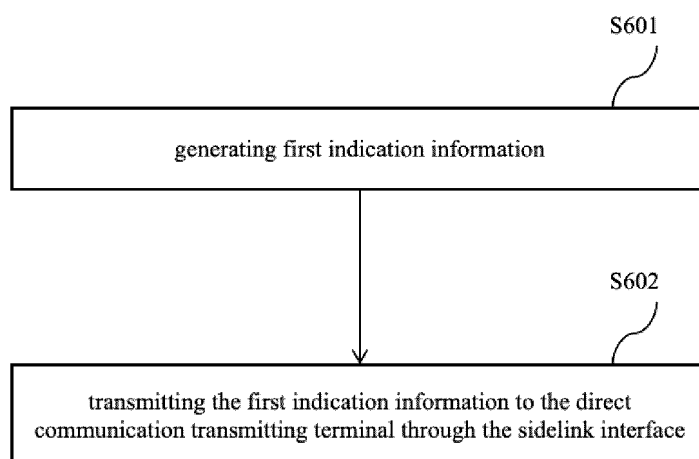 S601
generating first indication information
S602
transmitting the first indication information to the direct
communication transmitting terminal through the sidelink interface